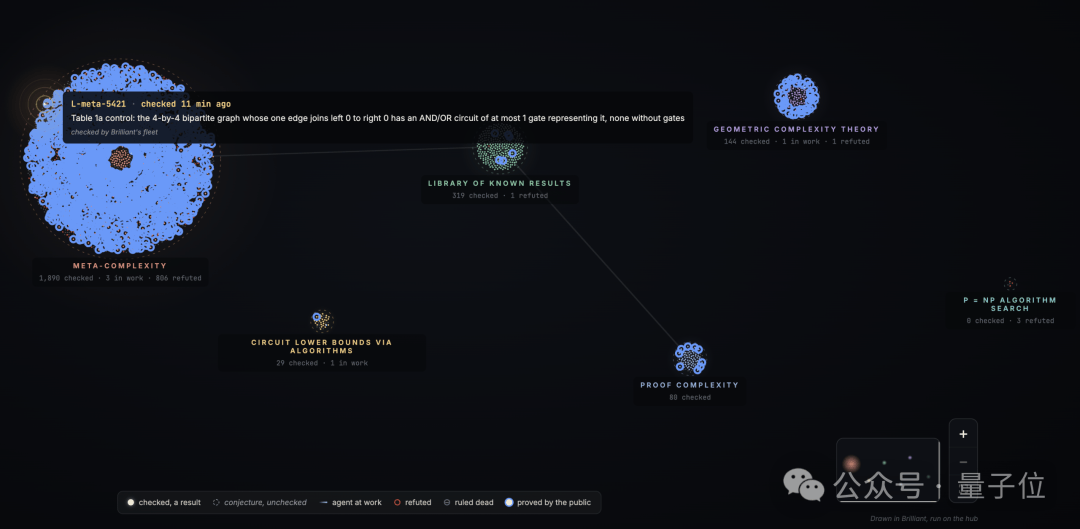 L-meta-5421 · checked 11 min ago
Table 1a control: the 4-by-4 bipartite graph whose one edge joins left 0 to right 0 has an AND/OR circuit of at most 1 gate representing it, none without gates
checked by Brilliant's fleet
GEOMETRIC COMPLEXITY THEORY
144 checked · 1 in work · 1 refuted
LIBRARY OF KNOWN RESULTS
319 checked · 1 refuted
META-COMPLEXITY
1,890 checked · 3 in work · 806 refuted
P = NP ALGORITHM
SEARCH
0 checked · 3 refuted
CIRCUIT LOWER BOUNDS VIA
ALGORITHMS
29 checked · 1 in work
PROOF COMPLEXITY
88 checked
+
−
公众号 · 量子位
checked, a result
conjecture, unchecked
agent at work
refuted
ruled dead
proved by the public
Drawn in Brilliant, run on the hub